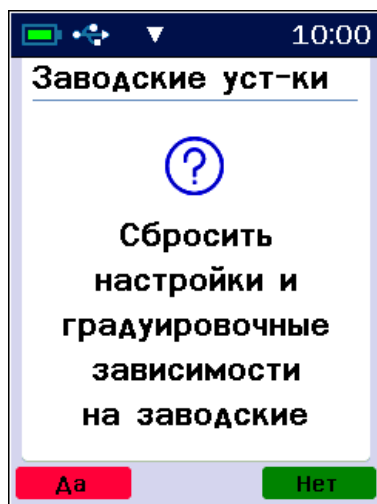 10:00
Заводские уст-ки
?
Сбросить
настройки и
градуировочные
зависимости
на заводские
Да Нет